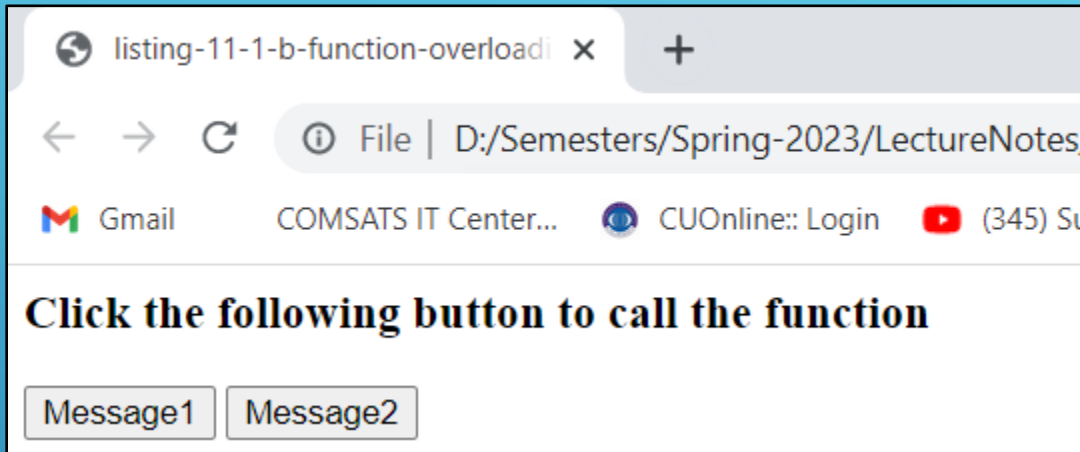 listing-11-1-b-function-overloadi
File | D:/Semesters/Spring-2023/LectureNotes
Gmail COMSATS IT Center... CUOnline:: Login (345) Su
Click the following button to call the function
Message1 Message2